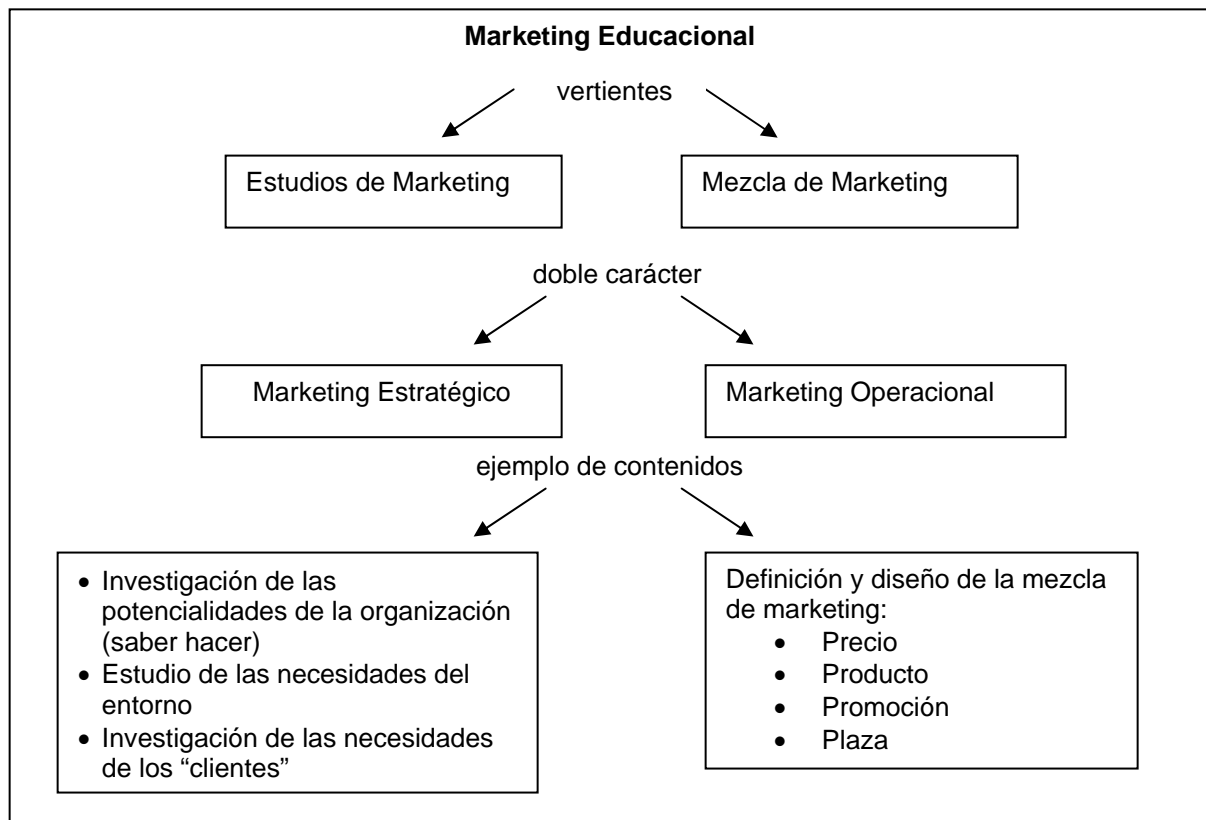 Marketing Educacional
vertientes
Estudios de Marketing
Mezcla de Marketing
doble carácter
Marketing Estratégico
Marketing Operacional
ejemplo de contenidos
• Investigación de las
potencialidades de la organización
(saber hacer)
• Estudio de las necesidades del
entorno
• Investigación de las necesidades
de los “clientes”
Definición y diseño de la mezcla
de marketing:
• Precio
• Producto
• Promoción
• Plaza